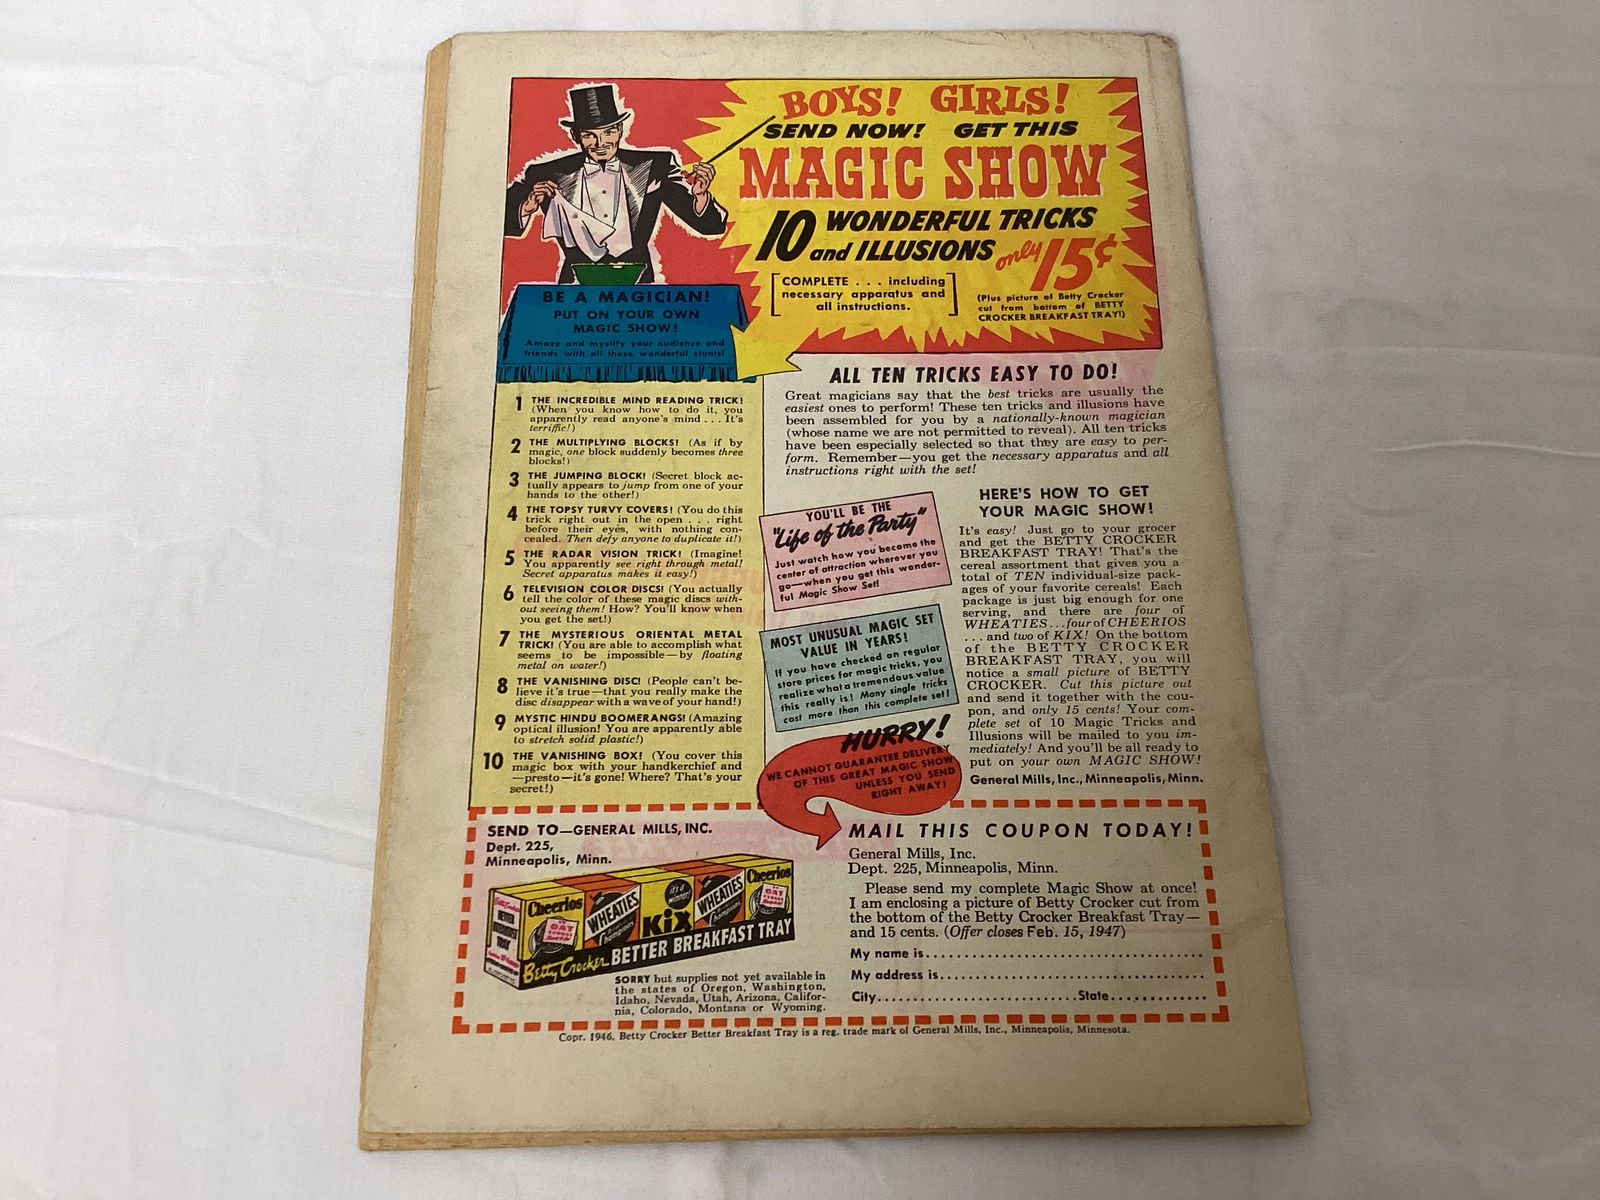 BOYS! GIRLS!
SEND NOW! GET THIS
MAGIC SHOW
10 WONDERFUL TRICKS
and ILLUSIONS only 15¢
[COMPLETE . . . including
necessary apparatus and
all instructions.]
(Plus picture of Betty Crocker
cut from bottom of BETTY
CROCKER BREAKFAST TRAY!)
BE A MAGICIAN!
PUT ON YOUR OWN
MAGIC SHOW!
Amaze and mystify your audience and
friends with all these wonderful stunts!
1 THE INCREDIBLE MIND READING TRICK!
(When you know how to do it, you
apparently read anyone's mind . . . It's
terriffic!)
2 THE MULTIPLYING BLOCKS! (As if by
magic, one block suddenly becomes three
blocks!)
3 THE JUMPING BLOCK! (Secret block ac-
tually appears to jump from one of your
hands to the other!)
4 THE TOPSY TURVY COVERS! (You do this
trick right out in the open . . . right
before their eyes, with nothing con-
cealed. Then defy anyone to duplicate it!)
5 THE RADAR VISION TRICK! (Imagine!
You apparently see right through metal!
Secret apparatus makes it easy!)
6 TELEVISION COLOR DISCS! (You actually
tell the color of these magic discs with-
out seeing them! How? You'll know when
you get the set!)
7 THE MYSTERIOUS ORIENTAL METAL
TRICK! (You are able to accomplish what
seems to be impossible—by floating
metal on water!)
8 THE VANISHING DISC! (People can't be-
lieve it's true—that you really make the
disc disappear with a wave of your hand!)
9 MYSTIC HINDU BOOMERANGS! (Amazing
optical illusion! You are apparently able
to stretch solid plastic!)
10 THE VANISHING BOX! (You cover this
magic box with your handkerchief and
—presto—it's gone! Where? That's your
secret!)
ALL TEN TRICKS EASY TO DO!
Great magicians say that the best tricks are usually the
easiest ones to perform! These ten tricks and illusions have
been assembled for you by a nationally-known magician
(whose name we are not permitted to reveal). All ten tricks
have been especially selected so that they are easy to per-
form. Remember—you get the necessary apparatus and all
instructions right with the set!
YOU'LL BE THE
"Life of the Party"
Just watch how you become the
center of attraction wherever you
go—when you get this wonder-
ful Magic Show Set!
MOST UNUSUAL MAGIC SET
VALUE IN YEARS!
If you have checked on regular
store prices for magic tricks, you
realize what a tremendous value
this really is! Many single tricks
cost more than this complete set!
HURRY!
WE CANNOT GUARANTEE DELIVERY
OF THIS GREAT MAGIC SHOW
UNLESS YOU SEND
RIGHT AWAY!
HERE'S HOW TO GET
YOUR MAGIC SHOW!
It's easy! Just go to your grocer
and get the BETTY CROCKER
BREAKFAST TRAY! That's the
cereal assortment that gives you a
total of TEN individual-size pack-
ages of your favorite cereals! Each
package is just big enough for one
serving, and there are four of
WHEATIES...four of CHEERIOS
...and two of KIX! On the bottom
of the BETTY CROCKER
BREAKFAST TRAY, you will
notice a small picture of BETTY
CROCKER. Cut this picture out
and send it together with the cou-
pon, and only 15 cents! Your com-
plete set of 10 Magic Tricks and
Illusions will be mailed to you im-
mediately! And you'll be all ready to
put on your own MAGIC SHOW!
General Mills, Inc., Minneapolis, Minn.
SEND TO—GENERAL MILLS, INC.
Dept. 225,
Minneapolis, Minn.
Cheerios
WHEATIES
it's a
winner!
KiX
WHEATIES
Cheerios
Betty Crocker BETTER BREAKFAST TRAY
SORRY but supplies not yet available in
the states of Oregon, Washington,
Idaho, Nevada, Utah, Arizona, Califor-
nia, Colorado, Montana or Wyoming.
MAIL THIS COUPON TODAY!
General Mills, Inc.
Dept. 225, Minneapolis, Minn.
Please send my complete Magic Show at once!
I am enclosing a picture of Betty Crocker cut from
the bottom of the Betty Crocker Breakfast Tray—
and 15 cents. (Offer closes Feb. 15, 1947)
My name is
My address is
City State
Copr. 1946, Betty Crocker Better Breakfast Tray is a reg. trade mark of General Mills, Inc., Minneapolis, Minnesota.